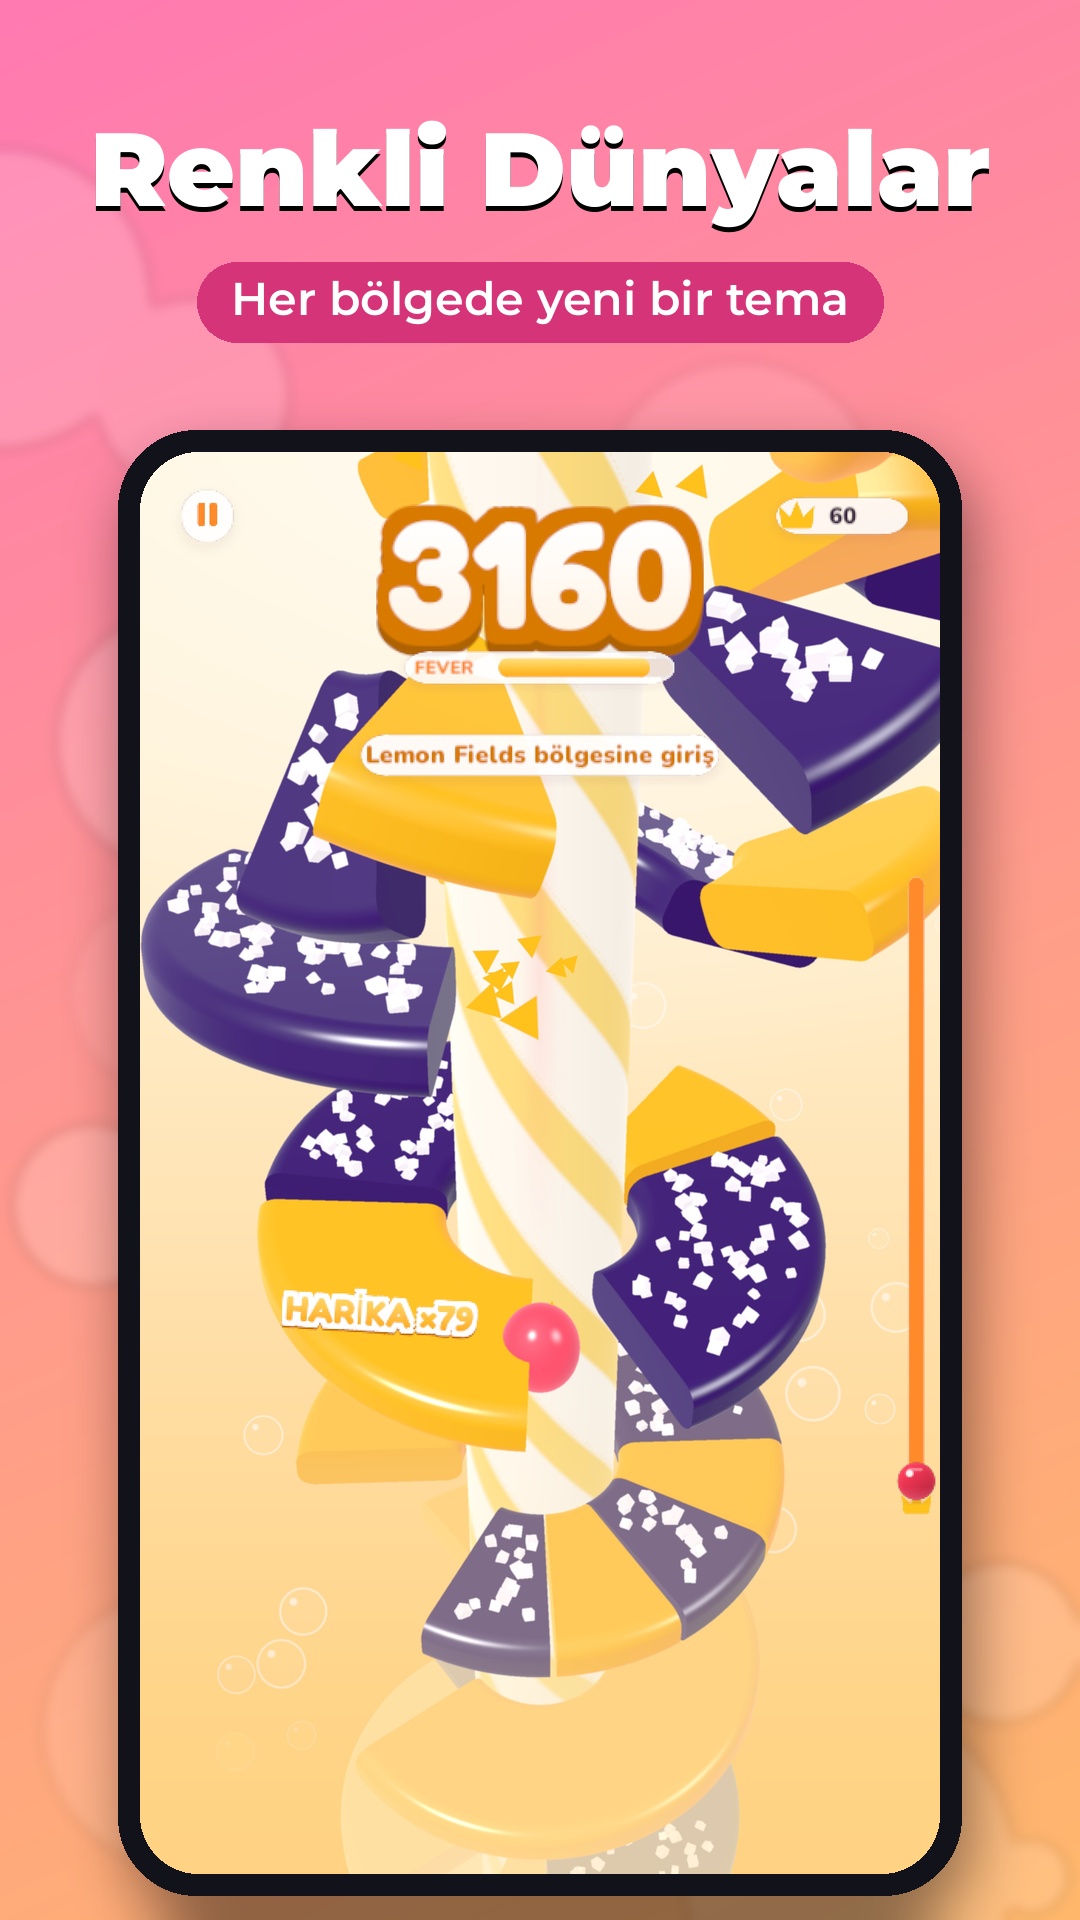 Renkli Dünyalar
Her bölgede yeni bir tema
60
3160
FEVER
Lemon Fields bölgesine giriş
HARİKA x79